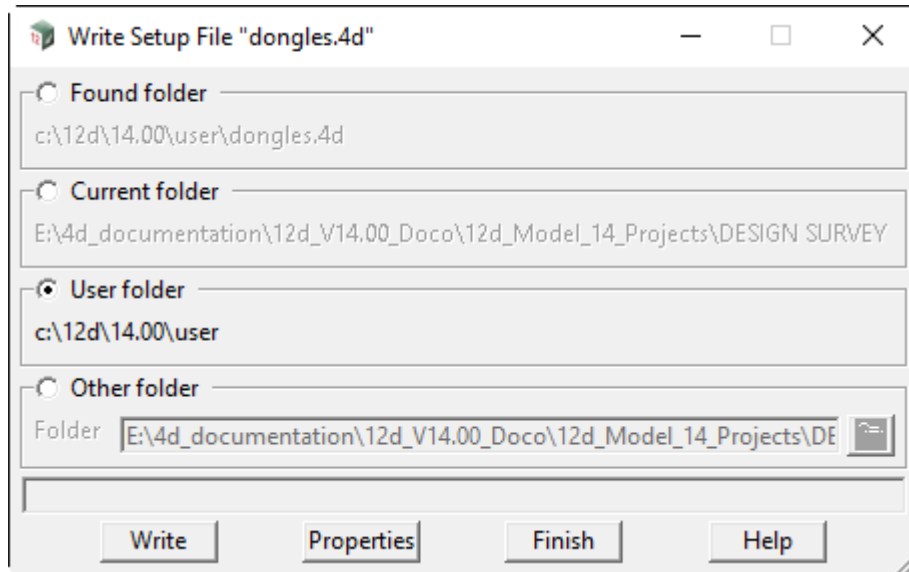 Write Setup File "dongles.4d"
Found folder
c:\12d\14.00\user\dongles.4d
Current folder
E:\4d_documentation\12d_V14.00_Doco\12d_Model_14_Projects\DESIGN SURVEY
User folder
c:\12d\14.00\user
Other folder
Folder E:\4d_documentation\12d_V14.00_Doco\12d_Model_14_Projects\DE
Write Properties Finish Help